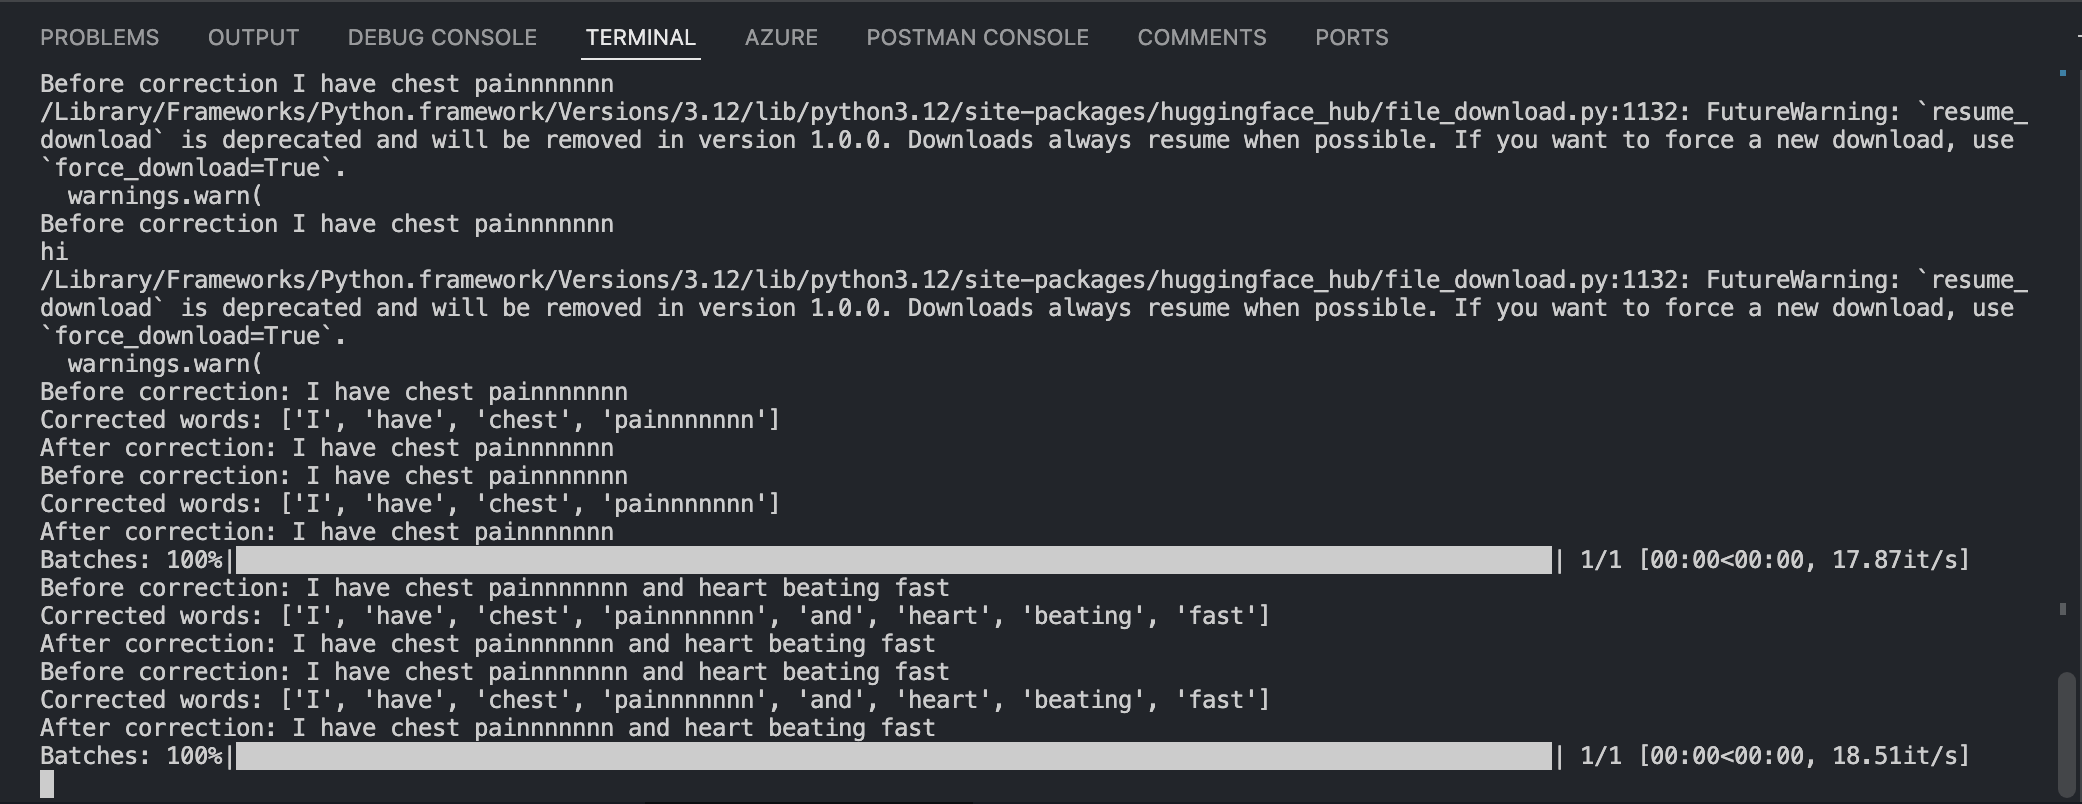 PROBLEMS OUTPUT DEBUG CONSOLE TERMINAL AZURE POSTMAN CONSOLE COMMENTS PORTS
Before correction I have chest painnnnnnn
/Library/Frameworks/Python.framework/Versions/3.12/lib/python3.12/site-packages/huggingface_hub/file_download.py:1132: FutureWarning: `resume_
download` is deprecated and will be removed in version 1.0.0. Downloads always resume when possible. If you want to force a new download, use
`force_download=True`.
  warnings.warn(
Before correction I have chest painnnnnnn
hi
/Library/Frameworks/Python.framework/Versions/3.12/lib/python3.12/site-packages/huggingface_hub/file_download.py:1132: FutureWarning: `resume_
download` is deprecated and will be removed in version 1.0.0. Downloads always resume when possible. If you want to force a new download, use
`force_download=True`.
  warnings.warn(
Before correction: I have chest painnnnnnn
Corrected words: ['I', 'have', 'chest', 'painnnnnnn']
After correction: I have chest painnnnnnn
Before correction: I have chest painnnnnnn
Corrected words: ['I', 'have', 'chest', 'painnnnnnn']
After correction: I have chest painnnnnnn
Batches: 100%| | 1/1 [00:00<00:00, 17.87it/s]
Before correction: I have chest painnnnnnn and heart beating fast
Corrected words: ['I', 'have', 'chest', 'painnnnnnn', 'and', 'heart', 'beating', 'fast']
After correction: I have chest painnnnnnn and heart beating fast
Before correction: I have chest painnnnnnn and heart beating fast
Corrected words: ['I', 'have', 'chest', 'painnnnnnn', 'and', 'heart', 'beating', 'fast']
After correction: I have chest painnnnnnn and heart beating fast
Batches: 100%| | 1/1 [00:00<00:00, 18.51it/s]